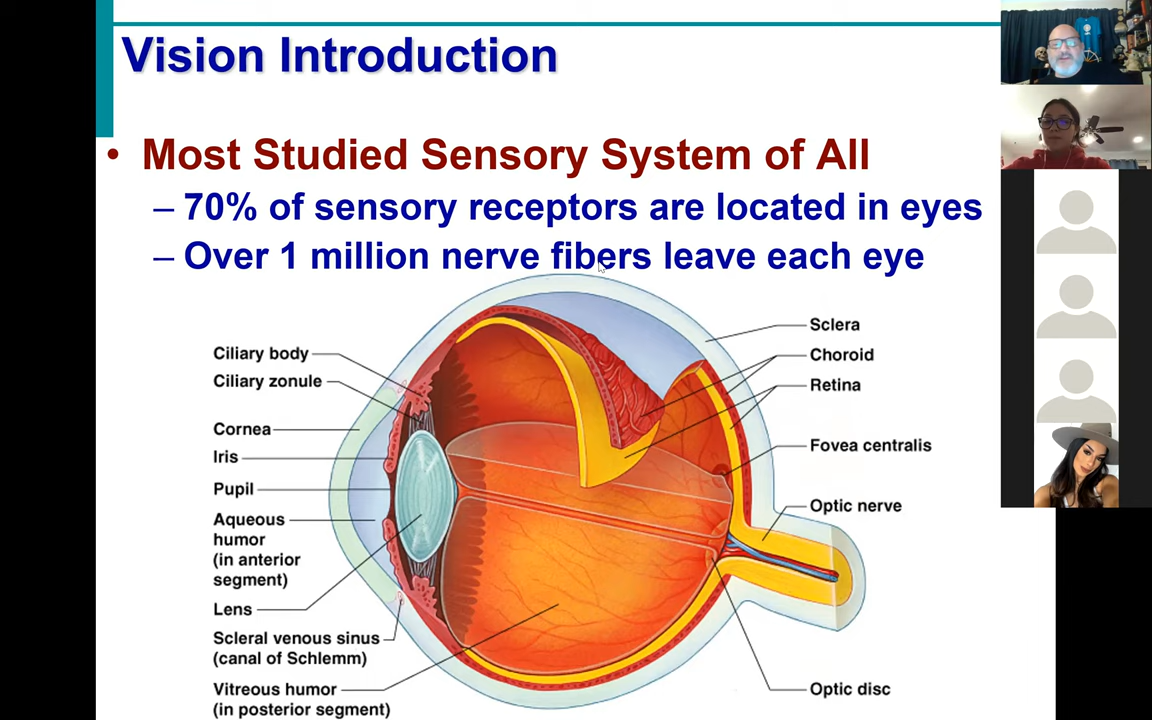 Vision Introduction
• Most Studied Sensory System of All
– 70% of sensory receptors are located in eyes
– Over 1 million nerve fibers leave each eye
Ciliary body
Ciliary zonule
Cornea
Iris
Pupil
Aqueous
humor
(in anterior
segment)
Lens
Scleral venous sinus
(canal of Schlemm)
Vitreous humor
(in posterior segment)
Sclera
Choroid
Retina
Fovea centralis
Optic nerve
Optic disc